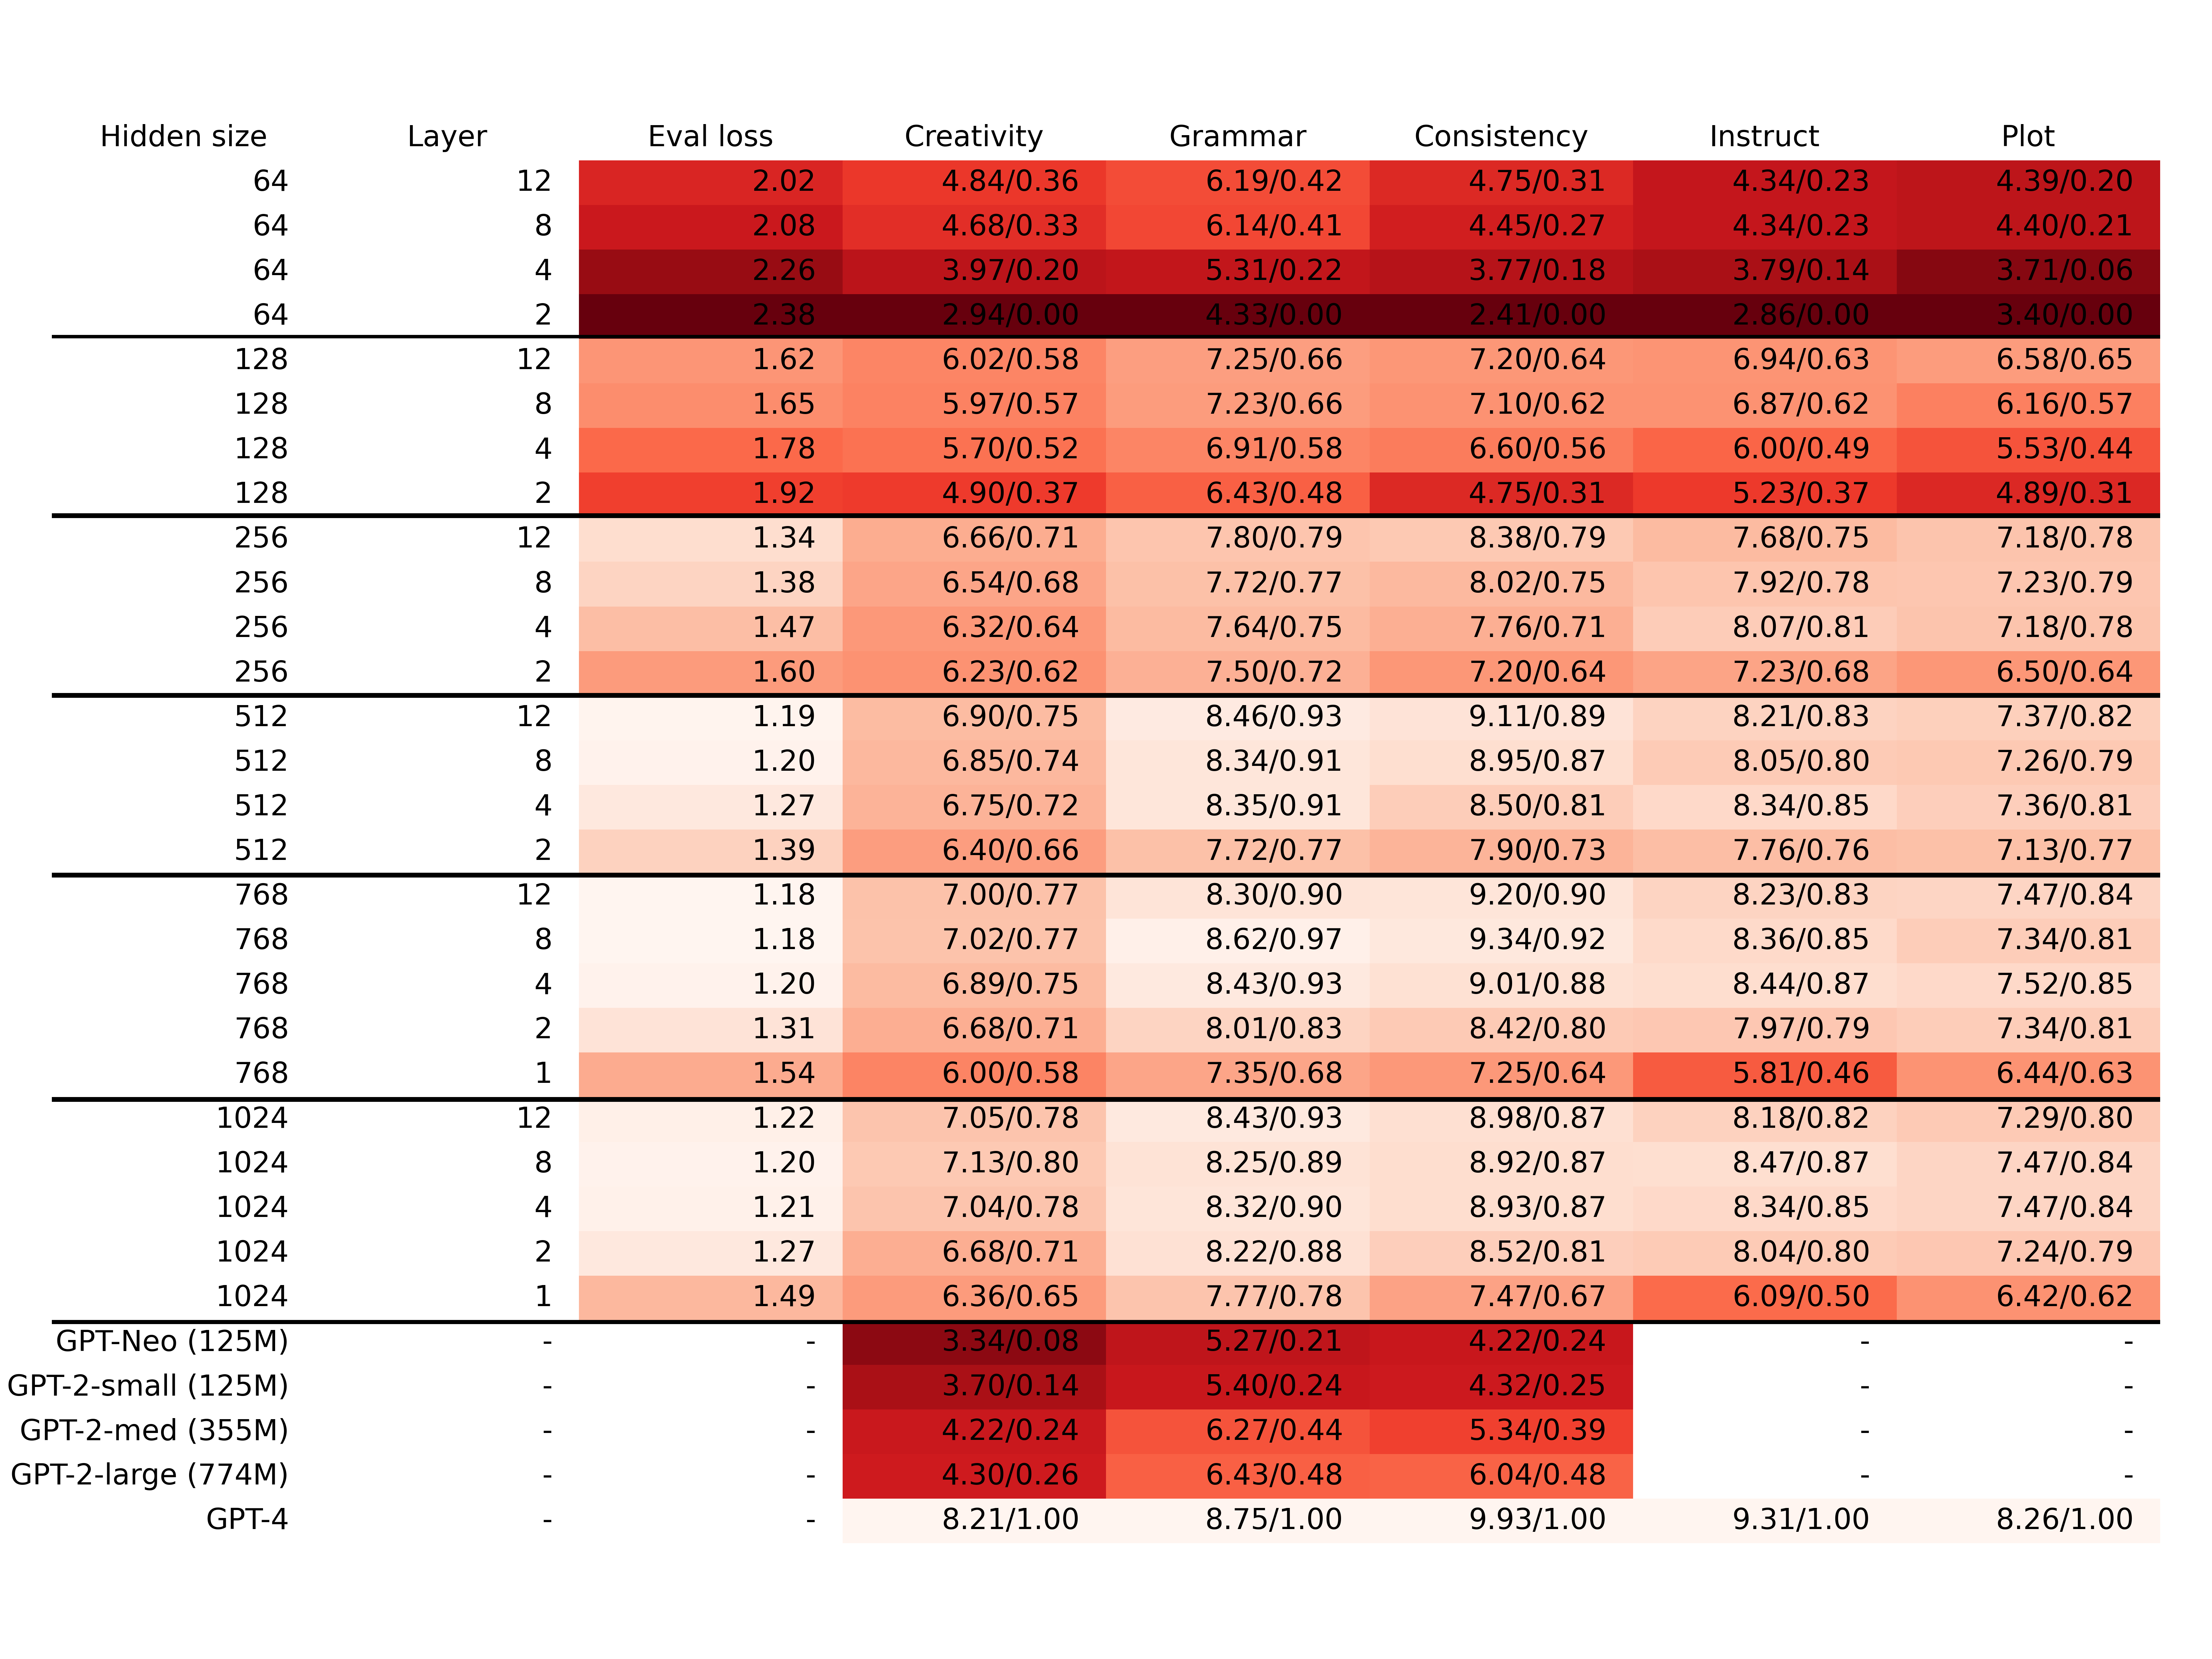 Hidden size Layer Eval loss Creativity Grammar Consistency Instruct Plot
64 12 2.02 4.84/0.36 6.19/0.42 4.75/0.31 4.34/0.23 4.39/0.20
64 8 2.08 4.68/0.33 6.14/0.41 4.45/0.27 4.34/0.23 4.40/0.21
64 4 2.26 3.97/0.20 5.31/0.22 3.77/0.18 3.79/0.14 3.71/0.06
64 2 2.38 2.94/0.00 4.33/0.00 2.41/0.00 2.86/0.00 3.40/0.00
128 12 1.62 6.02/0.58 7.25/0.66 7.20/0.64 6.94/0.63 6.58/0.65
128 8 1.65 5.97/0.57 7.23/0.66 7.10/0.62 6.87/0.62 6.16/0.57
128 4 1.78 5.70/0.52 6.91/0.58 6.60/0.56 6.00/0.49 5.53/0.44
128 2 1.92 4.90/0.37 6.43/0.48 4.75/0.31 5.23/0.37 4.89/0.31
256 12 1.34 6.66/0.71 7.80/0.79 8.38/0.79 7.68/0.75 7.18/0.78
256 8 1.38 6.54/0.68 7.72/0.77 8.02/0.75 7.92/0.78 7.23/0.79
256 4 1.47 6.32/0.64 7.64/0.75 7.76/0.71 8.07/0.81 7.18/0.78
256 2 1.60 6.23/0.62 7.50/0.72 7.20/0.64 7.23/0.68 6.50/0.64
512 12 1.19 6.90/0.75 8.46/0.93 9.11/0.89 8.21/0.83 7.37/0.82
512 8 1.20 6.85/0.74 8.34/0.91 8.95/0.87 8.05/0.80 7.26/0.79
512 4 1.27 6.75/0.72 8.35/0.91 8.50/0.81 8.34/0.85 7.36/0.81
512 2 1.39 6.40/0.66 7.72/0.77 7.90/0.73 7.76/0.76 7.13/0.77
768 12 1.18 7.00/0.77 8.30/0.90 9.20/0.90 8.23/0.83 7.47/0.84
768 8 1.18 7.02/0.77 8.62/0.97 9.34/0.92 8.36/0.85 7.34/0.81
768 4 1.20 6.89/0.75 8.43/0.93 9.01/0.88 8.44/0.87 7.52/0.85
768 2 1.31 6.68/0.71 8.01/0.83 8.42/0.80 7.97/0.79 7.34/0.81
768 1 1.54 6.00/0.58 7.35/0.68 7.25/0.64 5.81/0.46 6.44/0.63
1024 12 1.22 7.05/0.78 8.43/0.93 8.98/0.87 8.18/0.82 7.29/0.80
1024 8 1.20 7.13/0.80 8.25/0.89 8.92/0.87 8.47/0.87 7.47/0.84
1024 4 1.21 7.04/0.78 8.32/0.90 8.93/0.87 8.34/0.85 7.47/0.84
1024 2 1.27 6.68/0.71 8.22/0.88 8.52/0.81 8.04/0.80 7.24/0.79
1024 1 1.49 6.36/0.65 7.77/0.78 7.47/0.67 6.09/0.50 6.42/0.62
GPT-Neo (125M) - - 3.34/0.08 5.27/0.21 4.22/0.24 - -
GPT-2-small (125M) - - 3.70/0.14 5.40/0.24 4.32/0.25 - -
GPT-2-med (355M) - - 4.22/0.24 6.27/0.44 5.34/0.39 - -
GPT-2-large (774M) - - 4.30/0.26 6.43/0.48 6.04/0.48 - -
GPT-4 - - 8.21/1.00 8.75/1.00 9.93/1.00 9.31/1.00 8.26/1.00